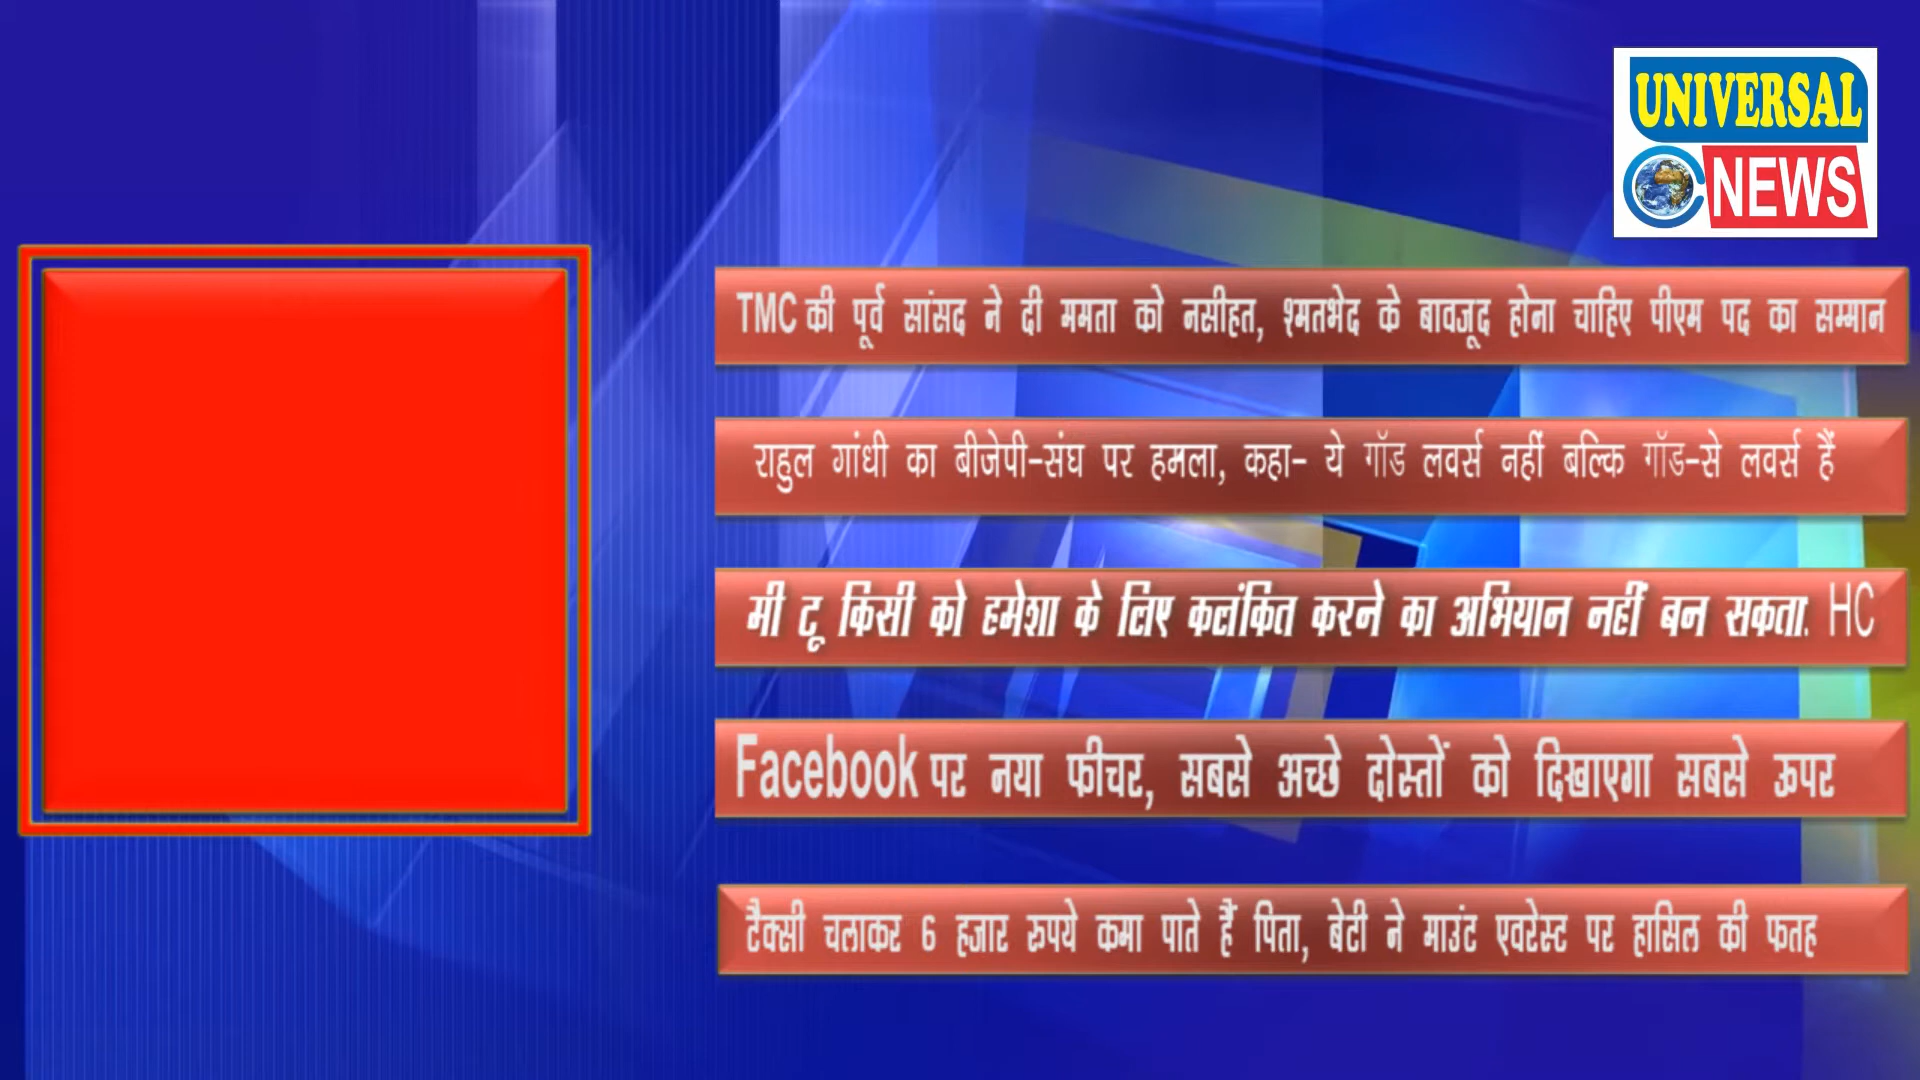 UNIVERSAL
NEWS
TMC की पूर्व सांसद ने दी ममता को नसीहत, श्मतभेद के बावजूद होना चाहिए पीएम पद का सम्मान
राहुल गांधी का बीजेपी-संघ पर हमला, कहा- ये गॉड लवर्स नहीं बल्कि गॉड-से लवर्स हैं
मी टू किसी को हमेशा के लिए कलंकित करने का अभियान नहीं बन सकता. HC
Facebook पर नया फीचर, सबसे अच्छे दोस्तों को दिखाएगा सबसे ऊपर
टैक्सी चलाकर 6 हजार रुपये कमा पाते हैं पिता, बेटी ने माउंट एवरेस्ट पर हासिल की फतह